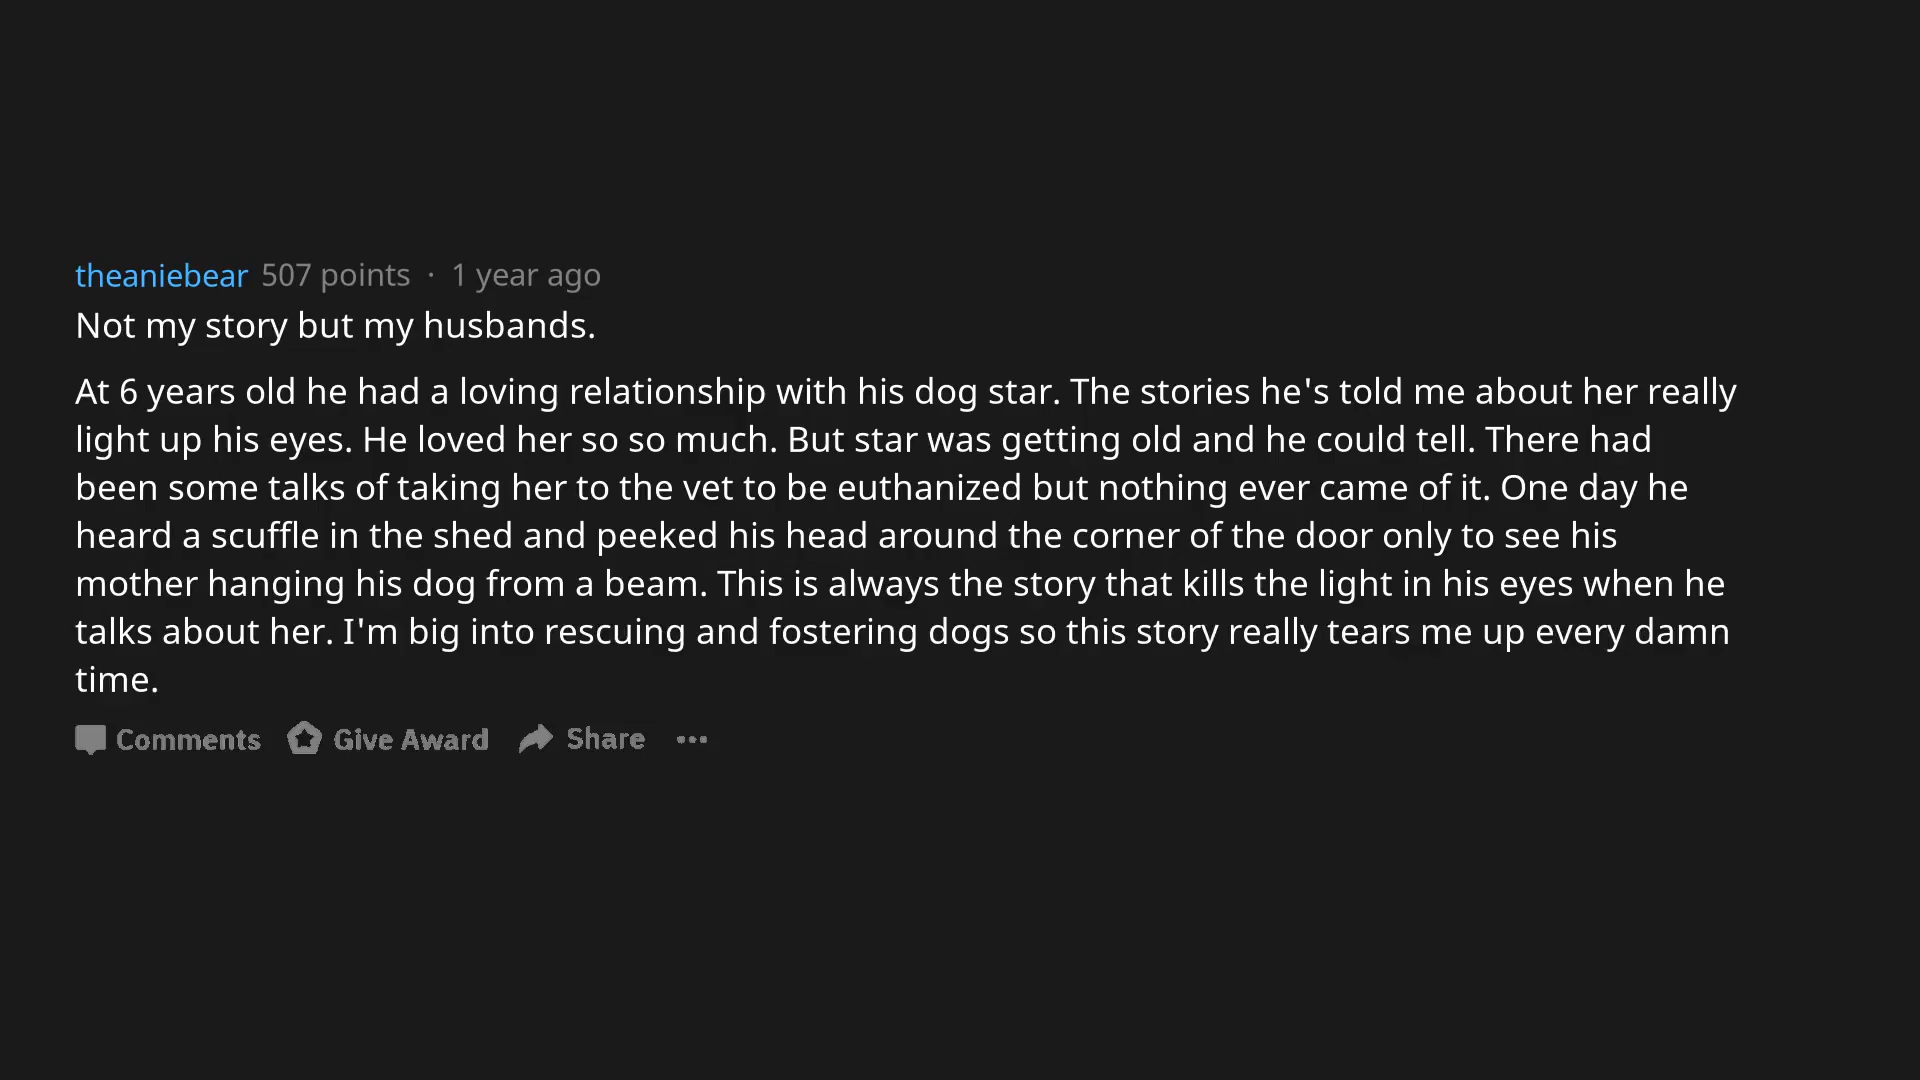 theaniebear 507 points · 1 year ago
Not my story but my husbands.
At 6 years old he had a loving relationship with his dog star. The stories he's told me about her really
light up his eyes. He loved her so so much. But star was getting old and he could tell. There had
been some talks of taking her to the vet to be euthanized but nothing ever came of it. One day he
heard a scuffle in the shed and peeked his head around the corner of the door only to see his
mother hanging his dog from a beam. This is always the story that kills the light in his eyes when he
talks about her. I'm big into rescuing and fostering dogs so this story really tears me up every damn
time.
Comments Give Award Share ···